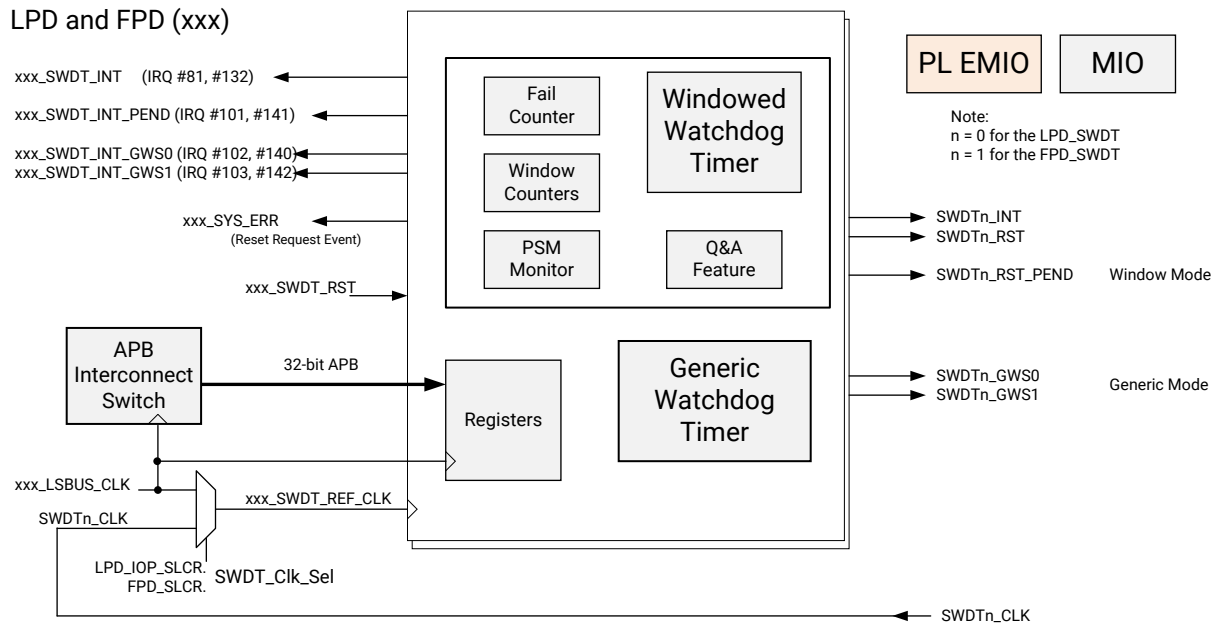 LPD and FPD (xxx)
xxx_SWDT_INT (IRQ #81, #132)
xxx_SWDT_INT_PEND (IRQ #101, #141)
xxx_SWDT_INT_GWS0 (IRQ #102, #140)
xxx_SWDT_INT_GWS1 (IRQ #103, #142)
xxx_SYS_ERR
(Reset Request Event)
xxx_SWDT_RST
APB
Interconnect
Switch
32-bit APB
xxx_LSBUS_CLK
SWDTn_CLK
xxx_SWDT_REF_CLK
LPD_IOP_SLCR.
FPD_SLCR.
SWDT_Clk_Sel
Fail
Counter
Window
Counters
PSM
Monitor
Windowed
Watchdog
Timer
Q&A
Feature
Registers
Generic
Watchdog
Timer
PL EMIO
MIO
Note:
n = 0 for the LPD_SWDT
n = 1 for the FPD_SWDT
SWDTn_INT
SWDTn_RST
SWDTn_RST_PEND Window Mode
SWDTn_GWS0
SWDTn_GWS1
Generic Mode
SWDTn_CLK